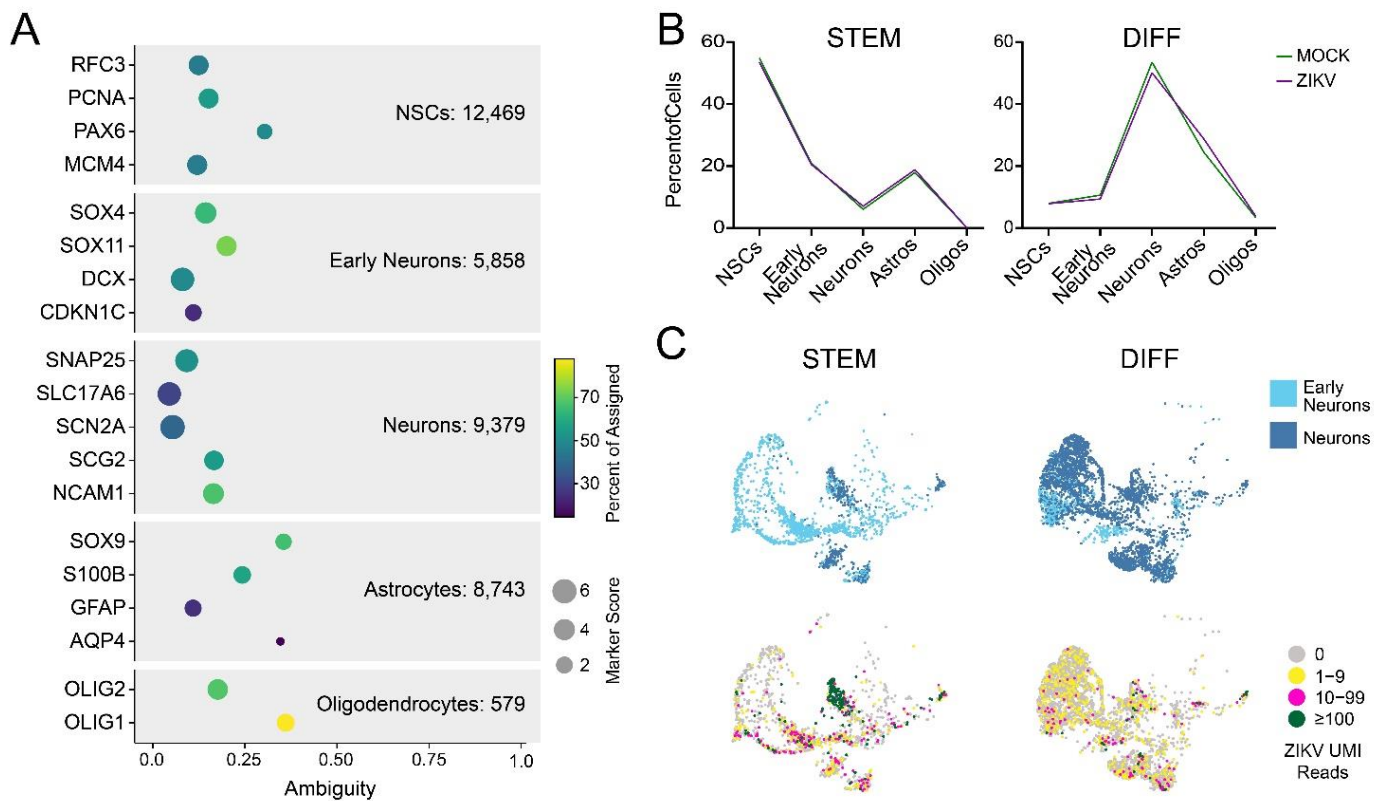 A
RFC3
PCNA
PAX6
MCM4
NSCs: 12,469
SOX4
SOX11
DCX
CDKN1C
Early Neurons: 5,858
SNAP25
SLC17A6
SCN2A
SCG2
NCAM1
Neurons: 9,379
SOX9
S100B
GFAP
AQP4
Astrocytes: 8,743
OLIG2
OLIG1
Oligodendrocytes: 579
0.0
0.25
0.50
0.75
1.0
Ambiguity
70
50
30
Percent of Assigned
6
4
2
Marker Score
B
STEM
DIFF
MOCK
ZIKV
60
40
20
0
PercentofCells
NSCs
Early
Neurons
Neurons
Astros
Oligos
60
40
20
0
NSCs
Early
Neurons
Neurons
Astros
Oligos
C
STEM
DIFF
Early
Neurons
Neurons
0
1−9
10−99
≥100
ZIKV UMI
Reads